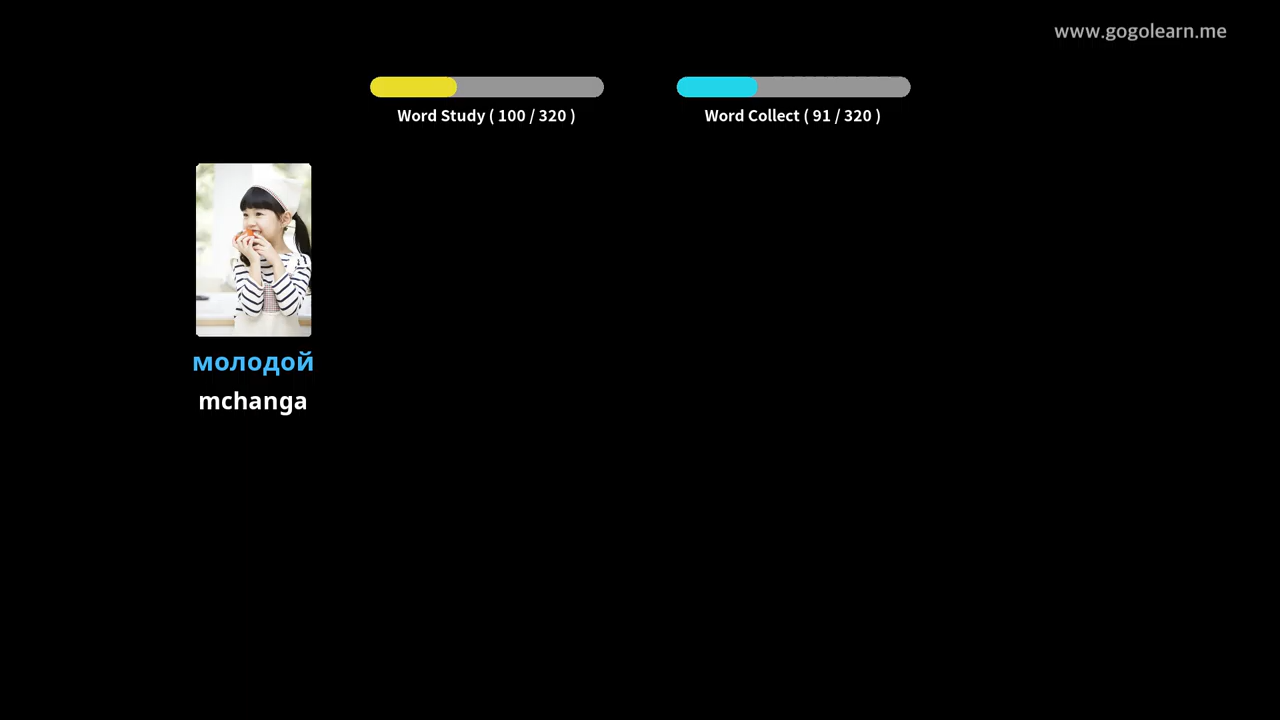 www.gogolearn.me
Word Study ( 100 / 320 )
Word Collect ( 91 / 320 )
молодой
mchanga